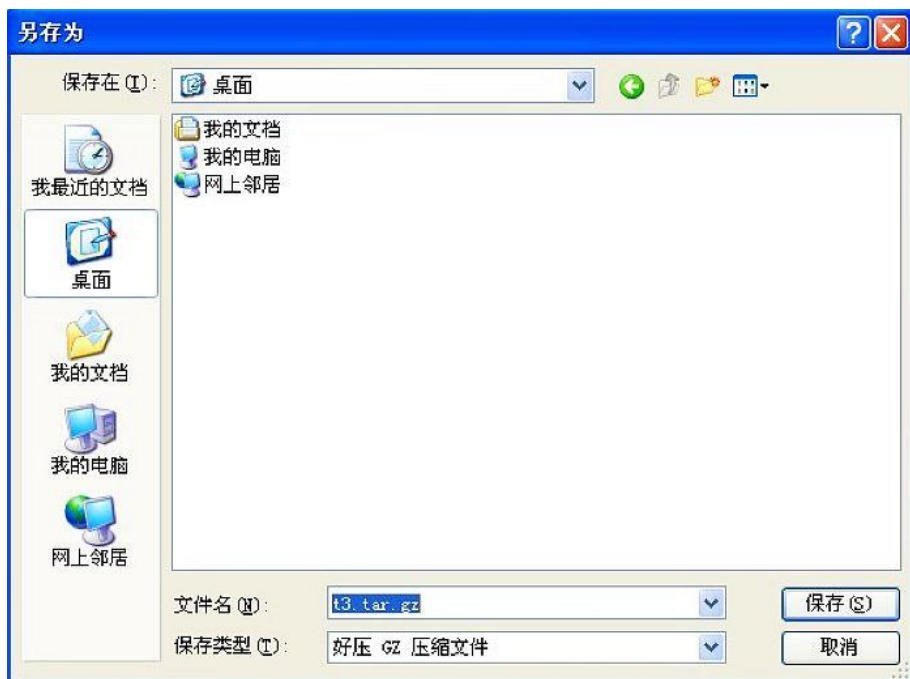 另存为
保存在(I):
桌面
我的文档
我的电脑
网上邻居
我最近的文档
桌面
我的文档
我的电脑
网上邻居
文件名(N):
t3.tar.gz
保存(S)
保存类型(T):
好压 GZ 压缩文件
取消